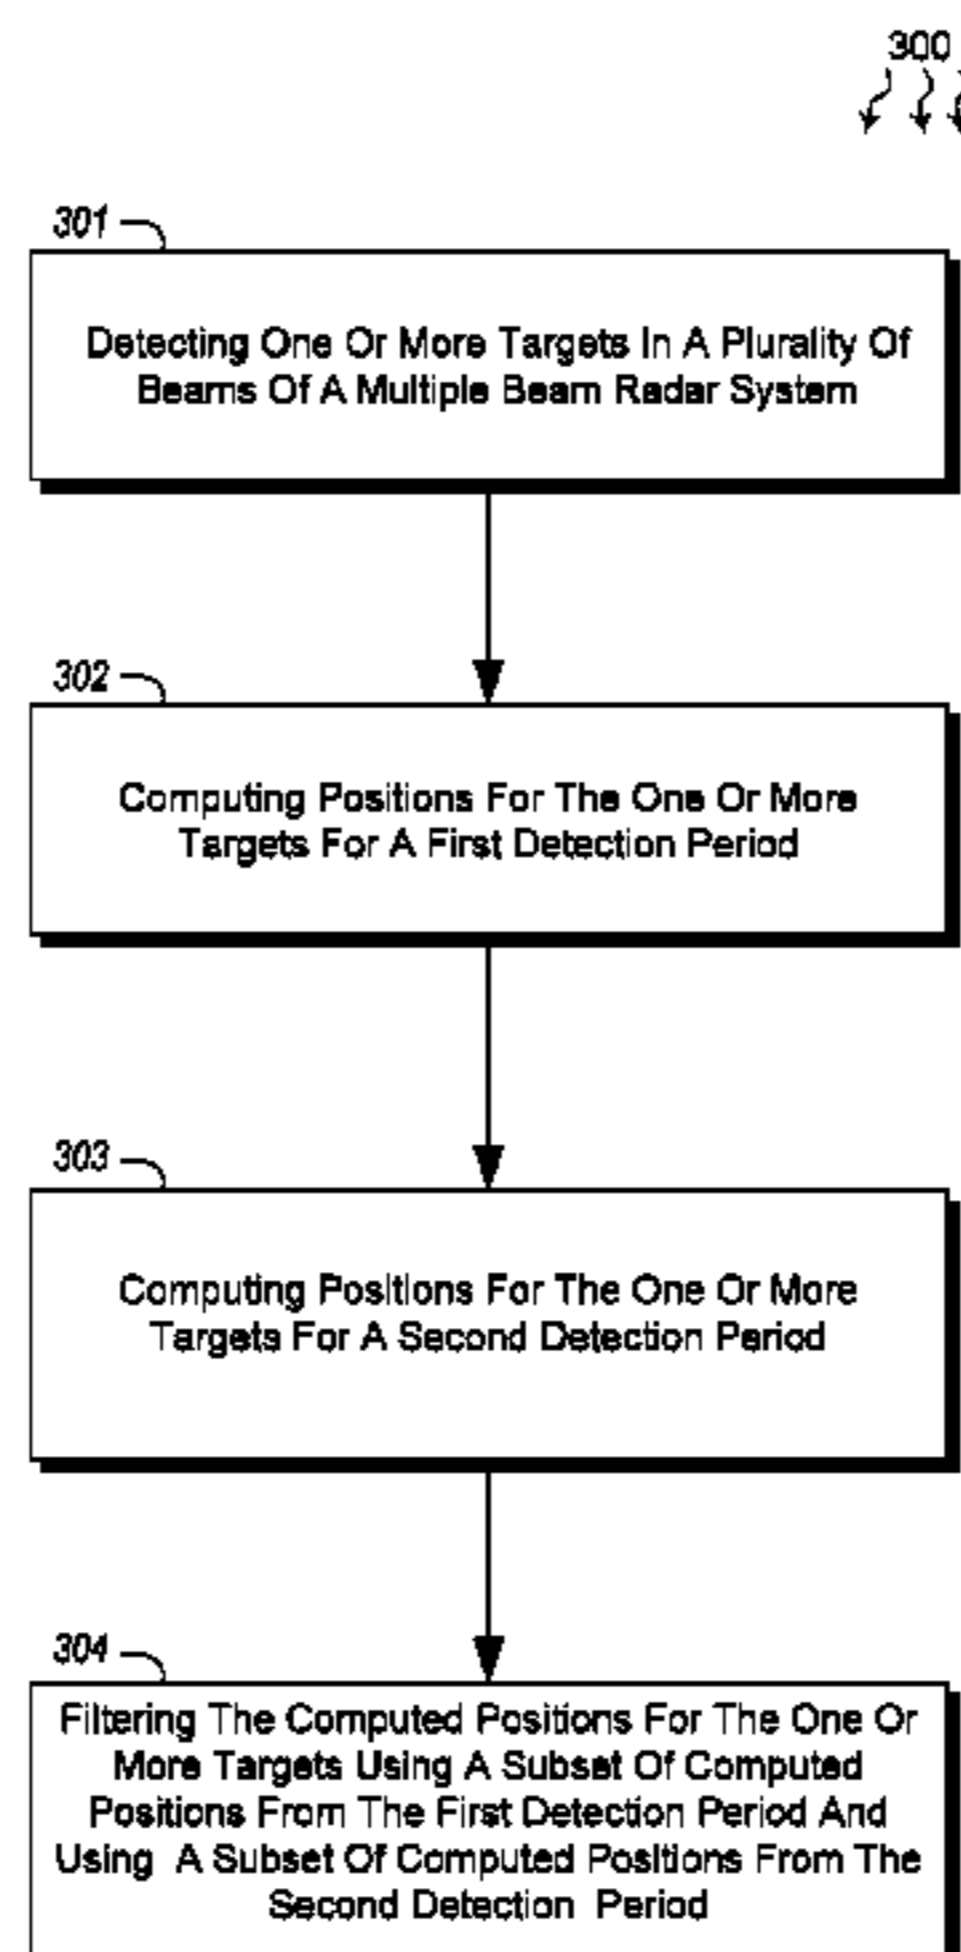 300
301
Detecting One Or More Targets In A Plurality Of
Beams Of A Multiple Beam Radar System
302
Computing Positions For The One Or More
Targets For A First Detection Period
303
Computing Positions For The One Or More
Targets For A Second Detection Period
304
Filtering The Computed Positions For The One Or
More Targets Using A Subset Of Computed
Positions From The First Detection Period And
Using A Subset Of Computed Positions From The
Second Detection Period